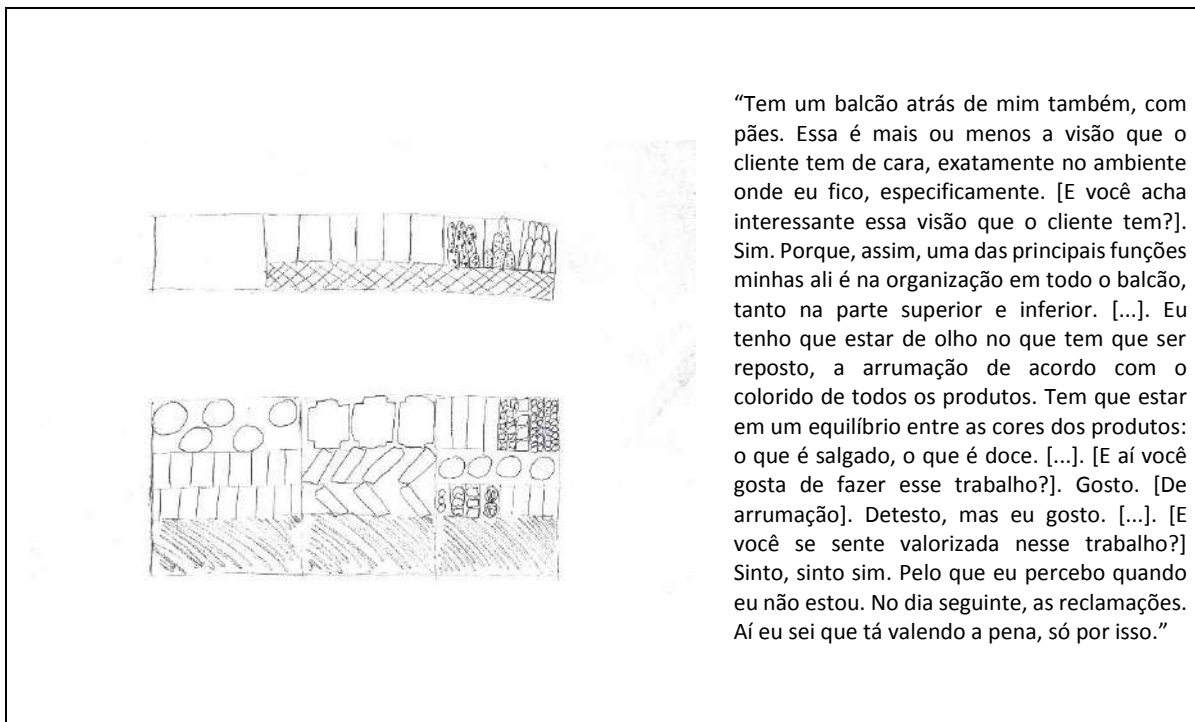 “Tem um balcão atrás de mim também, com
pães. Essa é mais ou menos a visão que o
cliente tem de cara, exatamente no ambiente
onde eu fico, especificamente. [E você acha
interessante essa visão que o cliente tem?].
Sim. Porque, assim, uma das principais funções
minhas ali é na organização em todo o balcão,
tanto na parte superior e inferior. [...]. Eu
tenho que estar de olho no que tem que ser
reposto, a arrumação de acordo com o
colorido de todos os produtos. Tem que estar
em um equilíbrio entre as cores dos produtos:
o que é salgado, o que é doce. [...]. [E aí você
gosta de fazer esse trabalho?]. Gosto. [De
arrumação]. Detesto, mas eu gosto. [...]. [E
você se sente valorizada nesse trabalho?]
Sinto, sinto sim. Pelo que eu percebo quando
eu não estou. No dia seguinte, as reclamações.
Aí eu sei que tá valendo a pena, só por isso.”